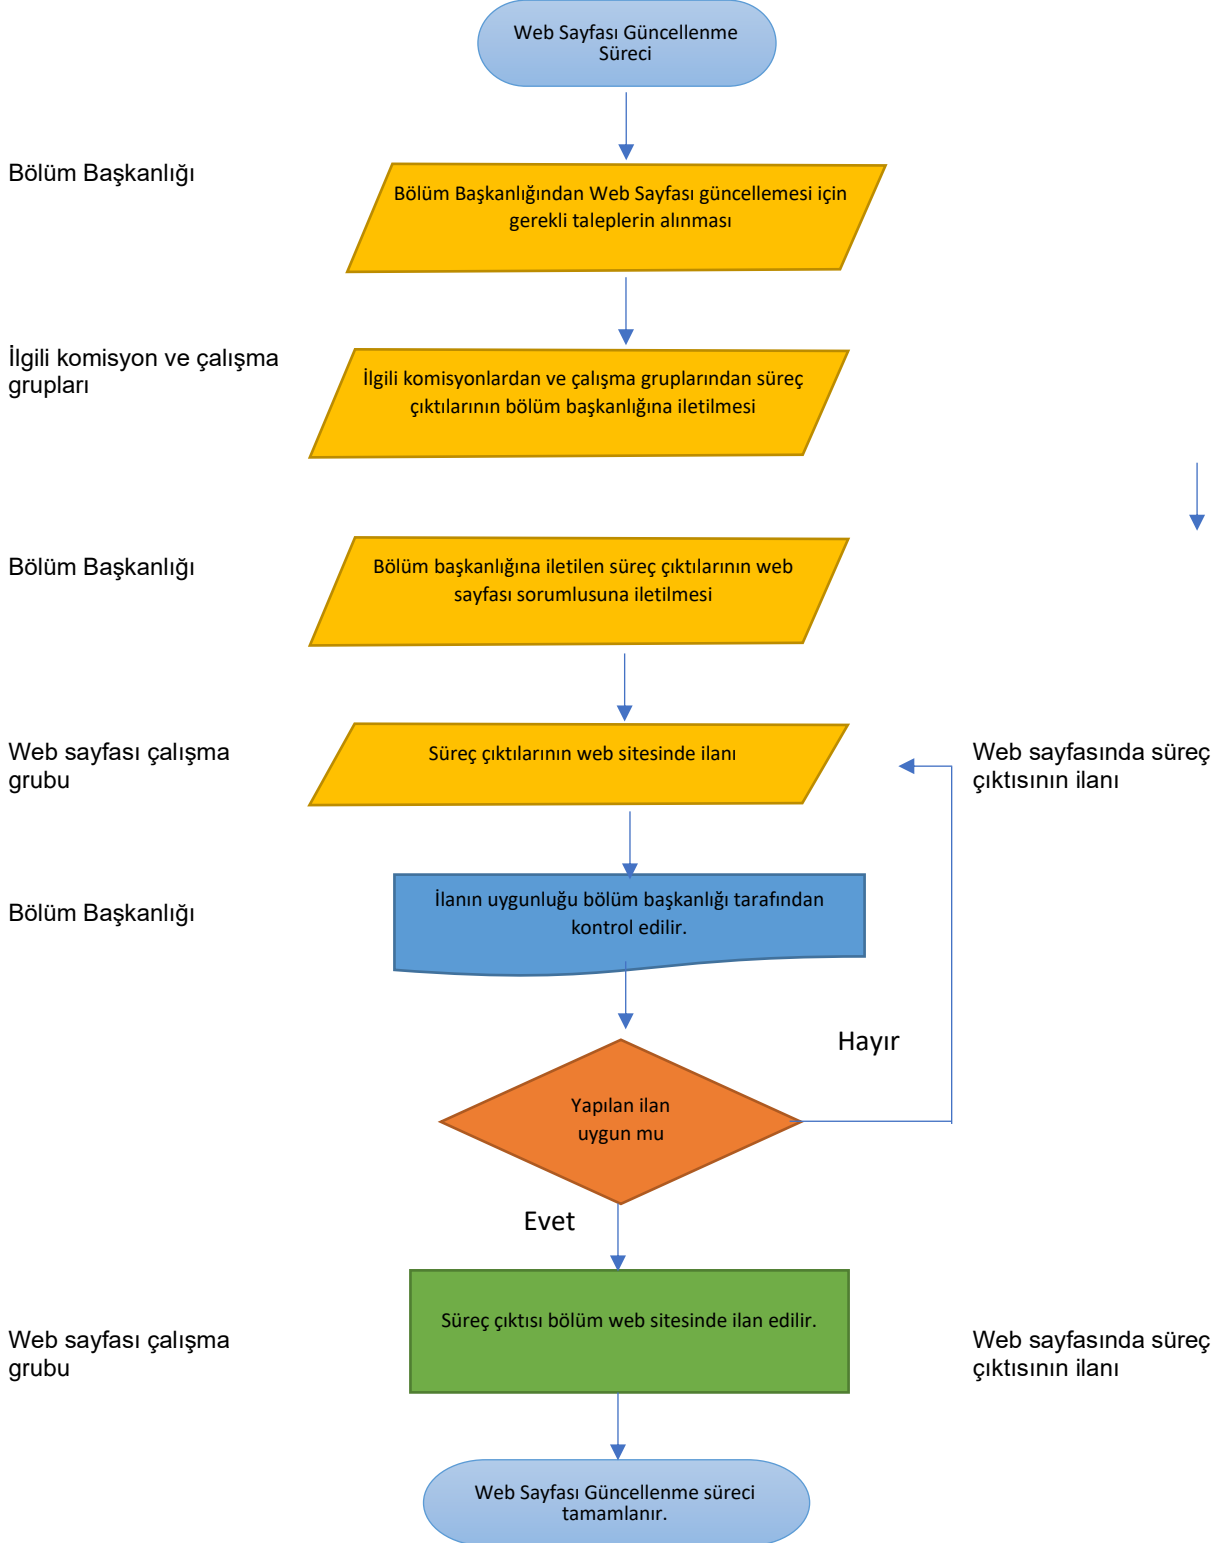 Web Sayfası Güncellenme
Süreci
Bölüm Başkanlığı
Bölüm Başkanlığından Web Sayfası güncellemesi için
gerekli taleplerin alınması
İlgili komisyon ve çalışma
grupları
İlgili komisyonlardan ve çalışma gruplarından süreç
çıktılarının bölüm başkanlığına iletilmesi
Bölüm Başkanlığı
Bölüm başkanlığına iletilen süreç çıktılarının web
sayfası sorumlusuna iletilmesi
Web sayfası çalışma
grubu
Süreç çıktılarının web sitesinde ilanı
Web sayfasında süreç
çıktısının ilanı
Bölüm Başkanlığı
İlanın uygunluğu bölüm başkanlığı tarafından
kontrol edilir.
Hayır
Yapılan ilan
uygun mu
Evet
Web sayfası çalışma
grubu
Süreç çıktısı bölüm web sitesinde ilan edilir.
Web sayfasında süreç
çıktısının ilanı
Web Sayfası Güncellenme süreci
tamamlanır.